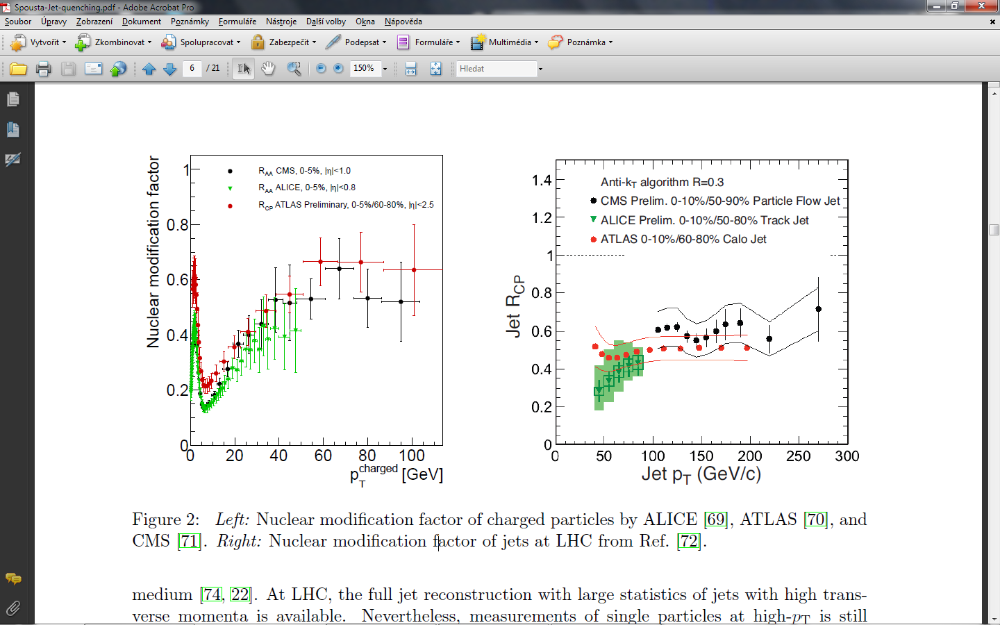 Spousta-Jet-quenching.pdf - Adobe Acrobat Pro
Soubor Úpravy Zobrazení Dokument Poznámky Formuláře Nástroje Další volby Okna Nápověda
Vytvořit Zkombinovat Spolupracovat Zabezpečit Podepsat Formuláře Multimédia Poznámka
6 / 21 150% Hledat
Nuclear modification factor
1
0.8
0.6
0.4
0.2
0
R_AA CMS, 0-5%, |η|<1.0
R_AA ALICE, 0-5%, |η|<0.8
R_CP ATLAS Preliminary, 0-5%/60-80%, |η|<2.5
0 20 40 60 80 100
p_T^charged [GeV]
Jet R_CP
1.4
1.2
1
0.8
0.6
0.4
0.2
0
Anti-k_T algorithm R=0.3
CMS Prelim. 0-10%/50-90% Particle Flow Jet
ALICE Prelim. 0-10%/50-80% Track Jet
ATLAS 0-10%/60-80% Calo Jet
0 50 100 150 200 250 300
Jet p_T (GeV/c)
Figure 2: Left: Nuclear modification factor of charged particles by ALICE [69], ATLAS [70], and
CMS [71]. Right: Nuclear modification factor of jets at LHC from Ref. [72].
medium [74, 22]. At LHC, the full jet reconstruction with large statistics of jets with high trans-
verse momenta is available. Nevertheless, measurements of single particles at high-p_T is still